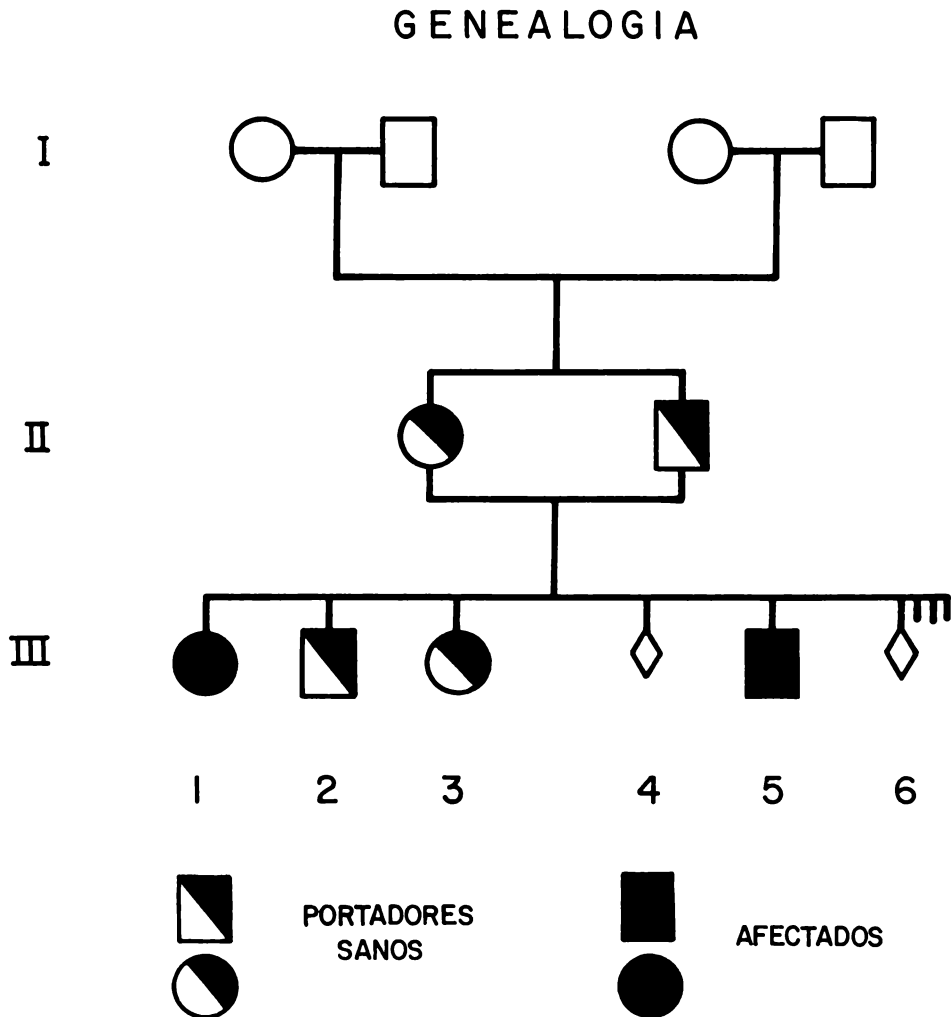 GENEALOGIA
I
II
III
1 2 3 4 5 6
PORTADORES
SANOS
AFECTADOS